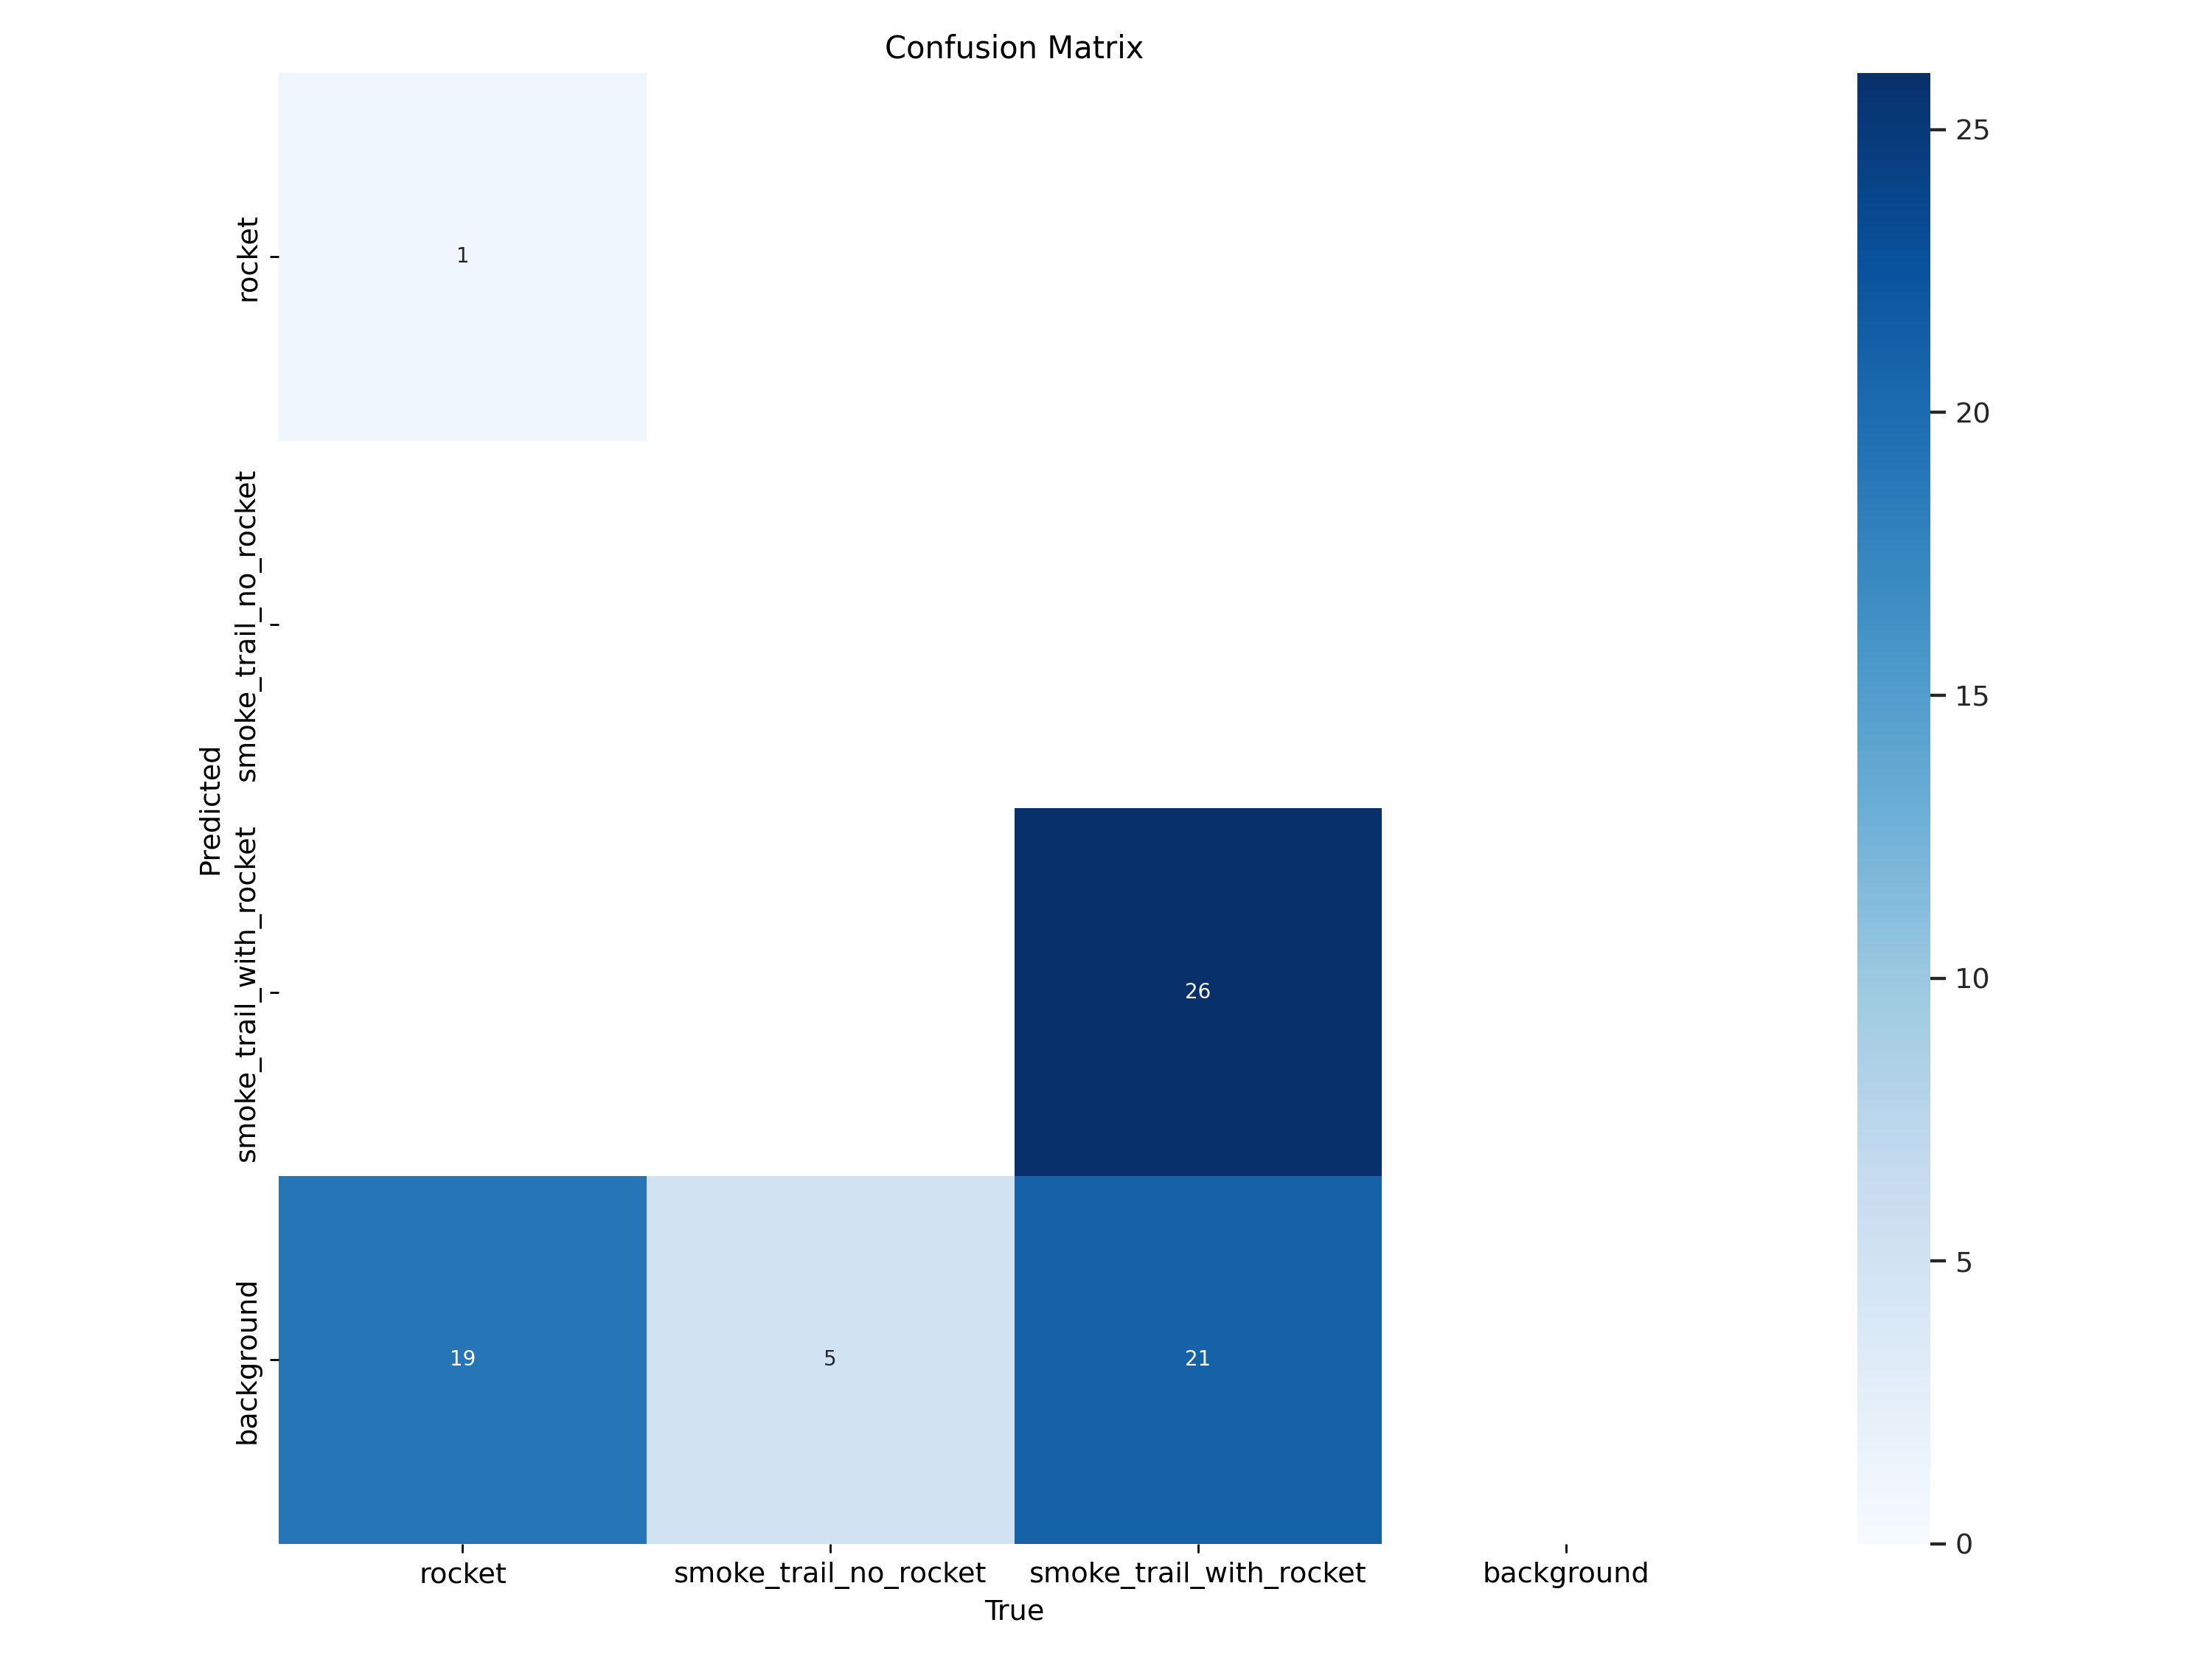 Confusion Matrix
Predicted
rocket
smoke_trail_no_rocket
smoke_trail_with_rocket
background
1
26
19
5
21
rocket
smoke_trail_no_rocket
smoke_trail_with_rocket
background
True
25
20
15
10
5
0